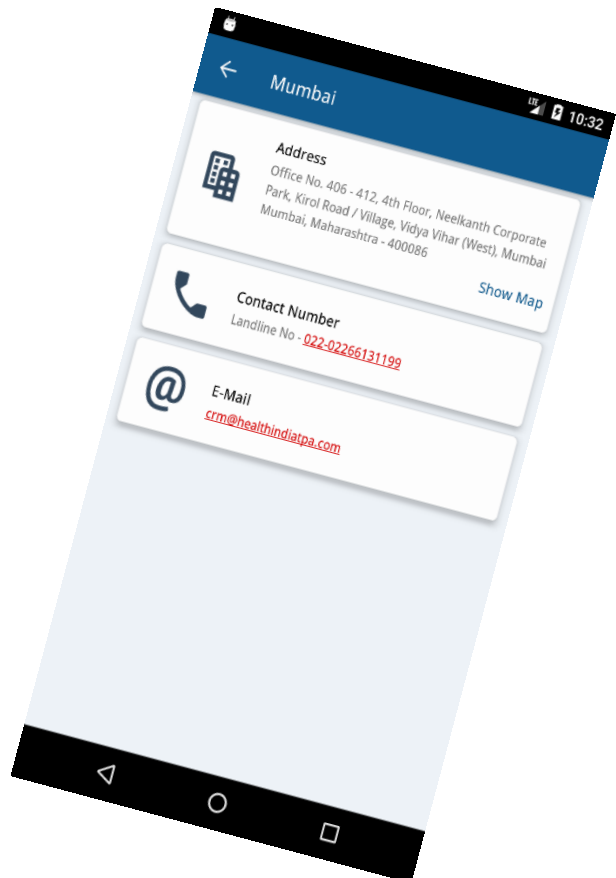 LTE 10:32
Mumbai
Address
Office No. 406 - 412, 4th Floor, Neelkanth Corporate
Park, Kirol Road / Village, Vidya Vihar (West), Mumbai
Mumbai, Maharashtra - 400086
Show Map
Contact Number
Landline No - 022-02266131199
@
E-Mail
crm@healthindiatpa.com